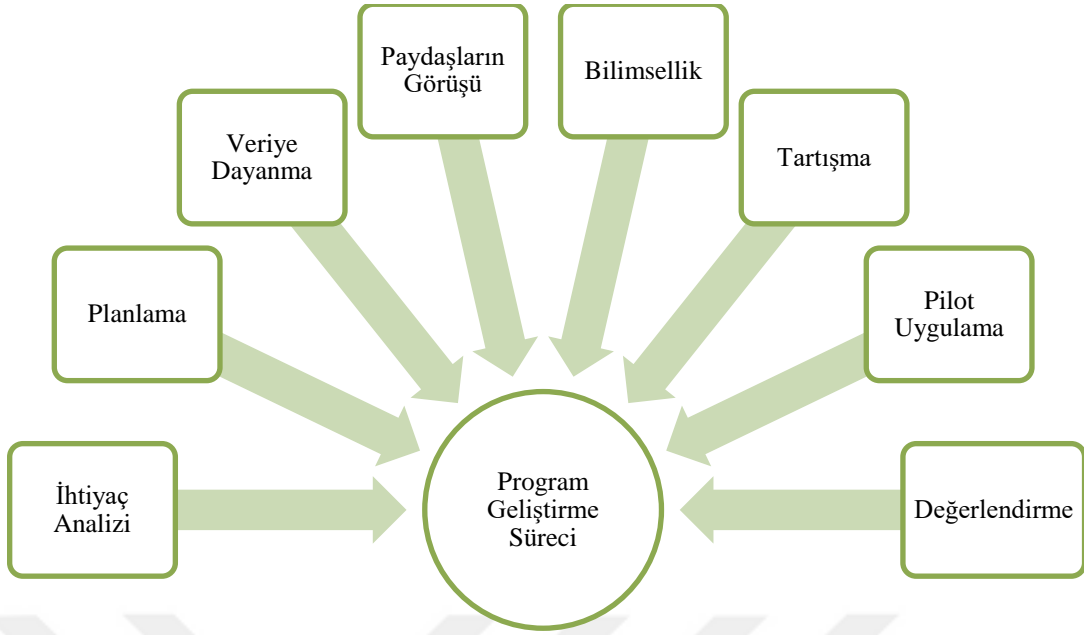 Paydaşların
Görüşü
Bilimsellik
Veriye
Dayanma
Tartışma
Planlama
Pilot
Uygulama
İhtiyaç
Analizi
Program
Geliştirme
Süreci
Değerlendirme